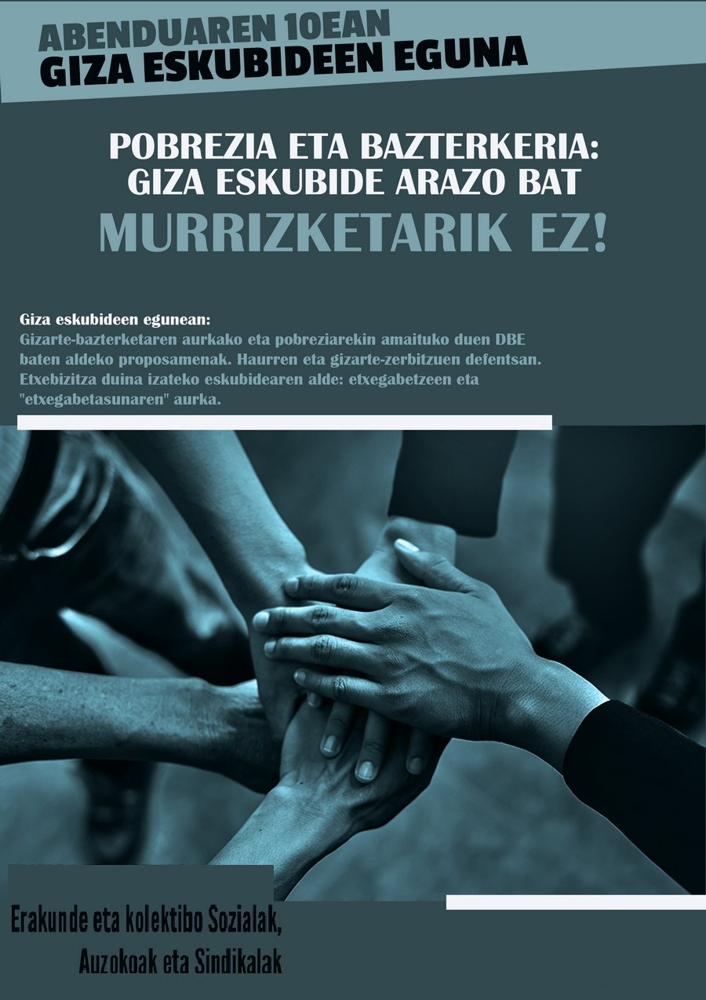 ABENDUAREN 10EAN
GIZA ESKUBIDEEN EGUNA
POBREZIA ETA BAZTERKERIA:
GIZA ESKUBIDE ARAZO BAT
MURRIZKETARIK EZ!
Giza eskubideen egunean:
Gizarte-bazterketaren aurkako eta pobreziarekin amaituko duen DBE
baten aldeko proposamenak. Haurren eta gizarte-zerbitzuen defentsan.
Etxebizitza duina izateko eskubidearen alde: etxegabetzeen eta
"etxegabetasunaren" aurka.
Erakunde eta kolektibo Sozialak,
Auzokoak eta Sindikalak